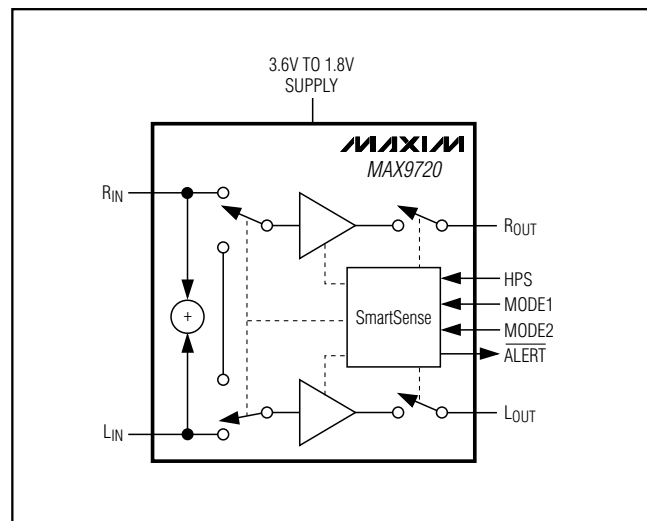 3.6V TO 1.8V
SUPPLY
MAXIM
MAX9720
RIN
ROUT
HPS
MODE1
SmartSense
MODE2
ALERT
+
LIN
LOUT